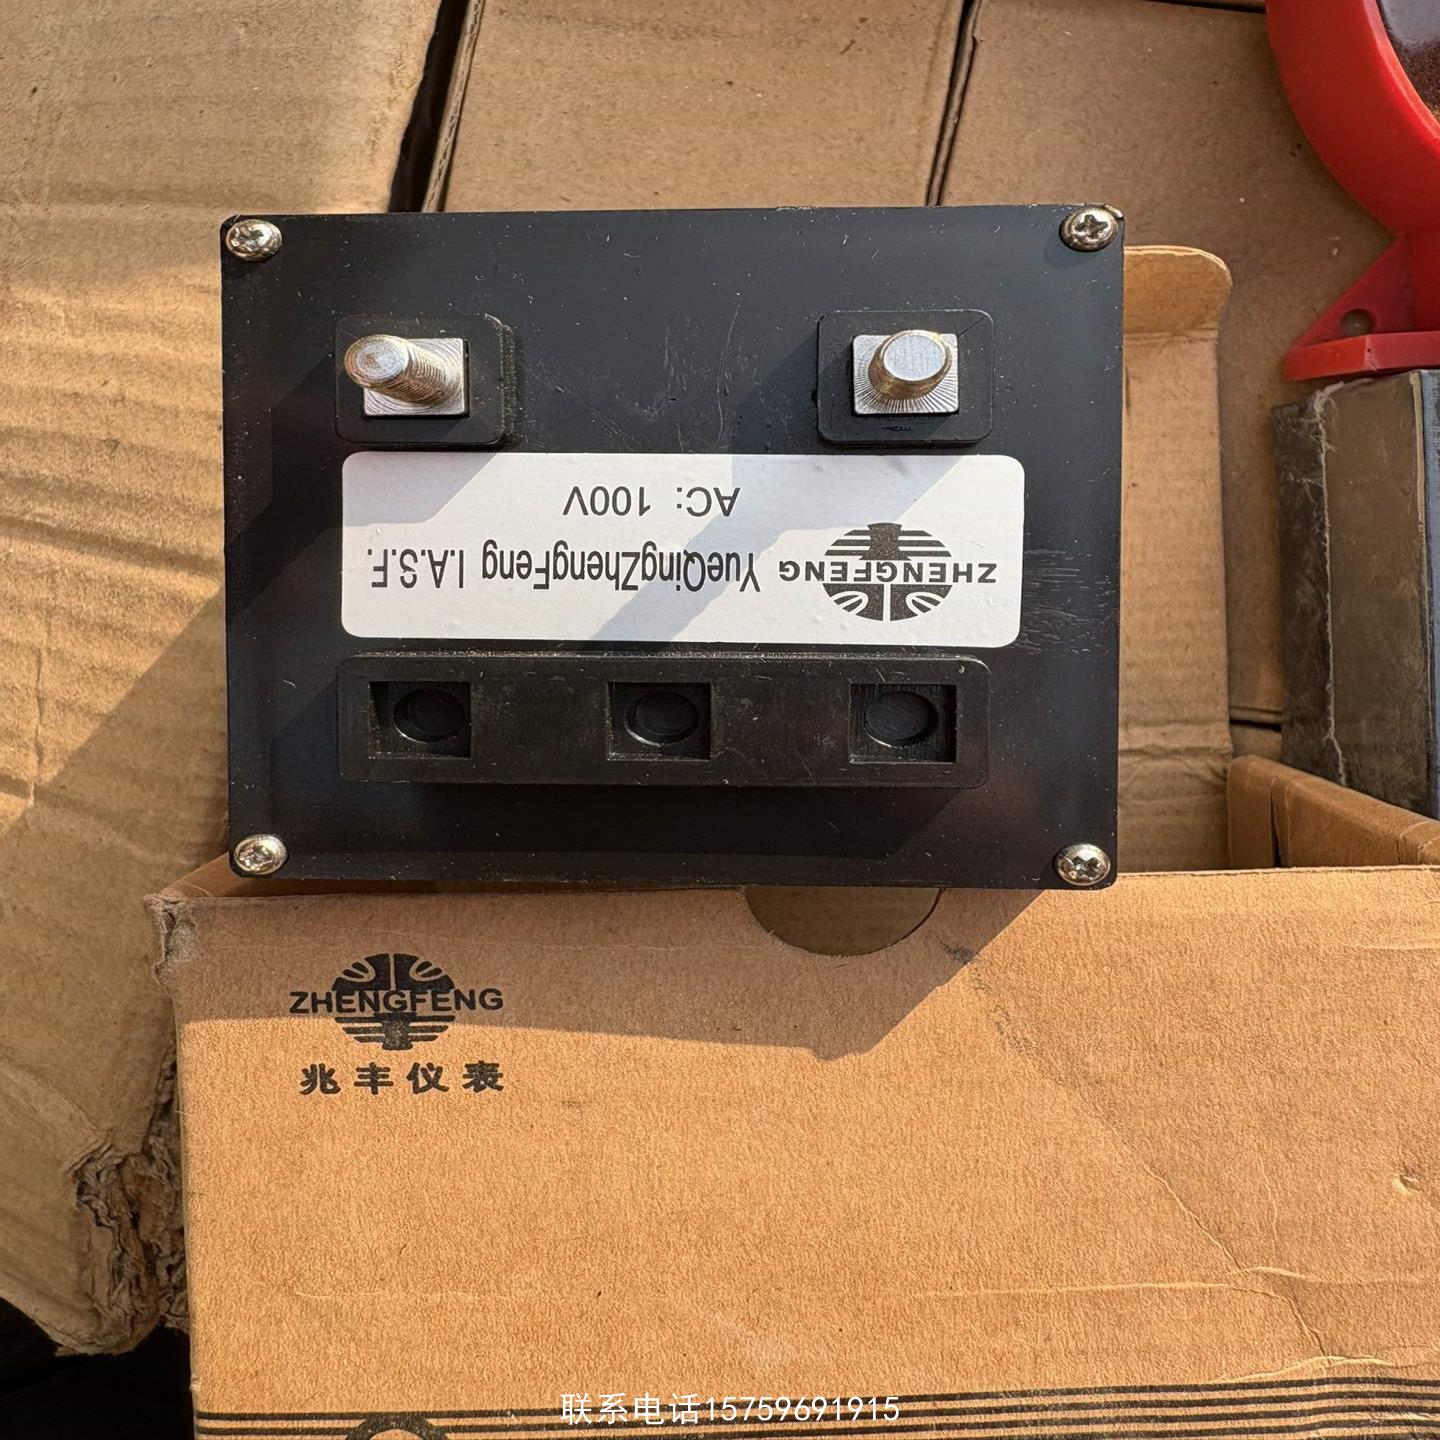 AC: 100V
ZHENGFENG YueQingZhengFeng I.A.S.F.
ZHENGFENG
兆丰仪表
联系电话15759691915